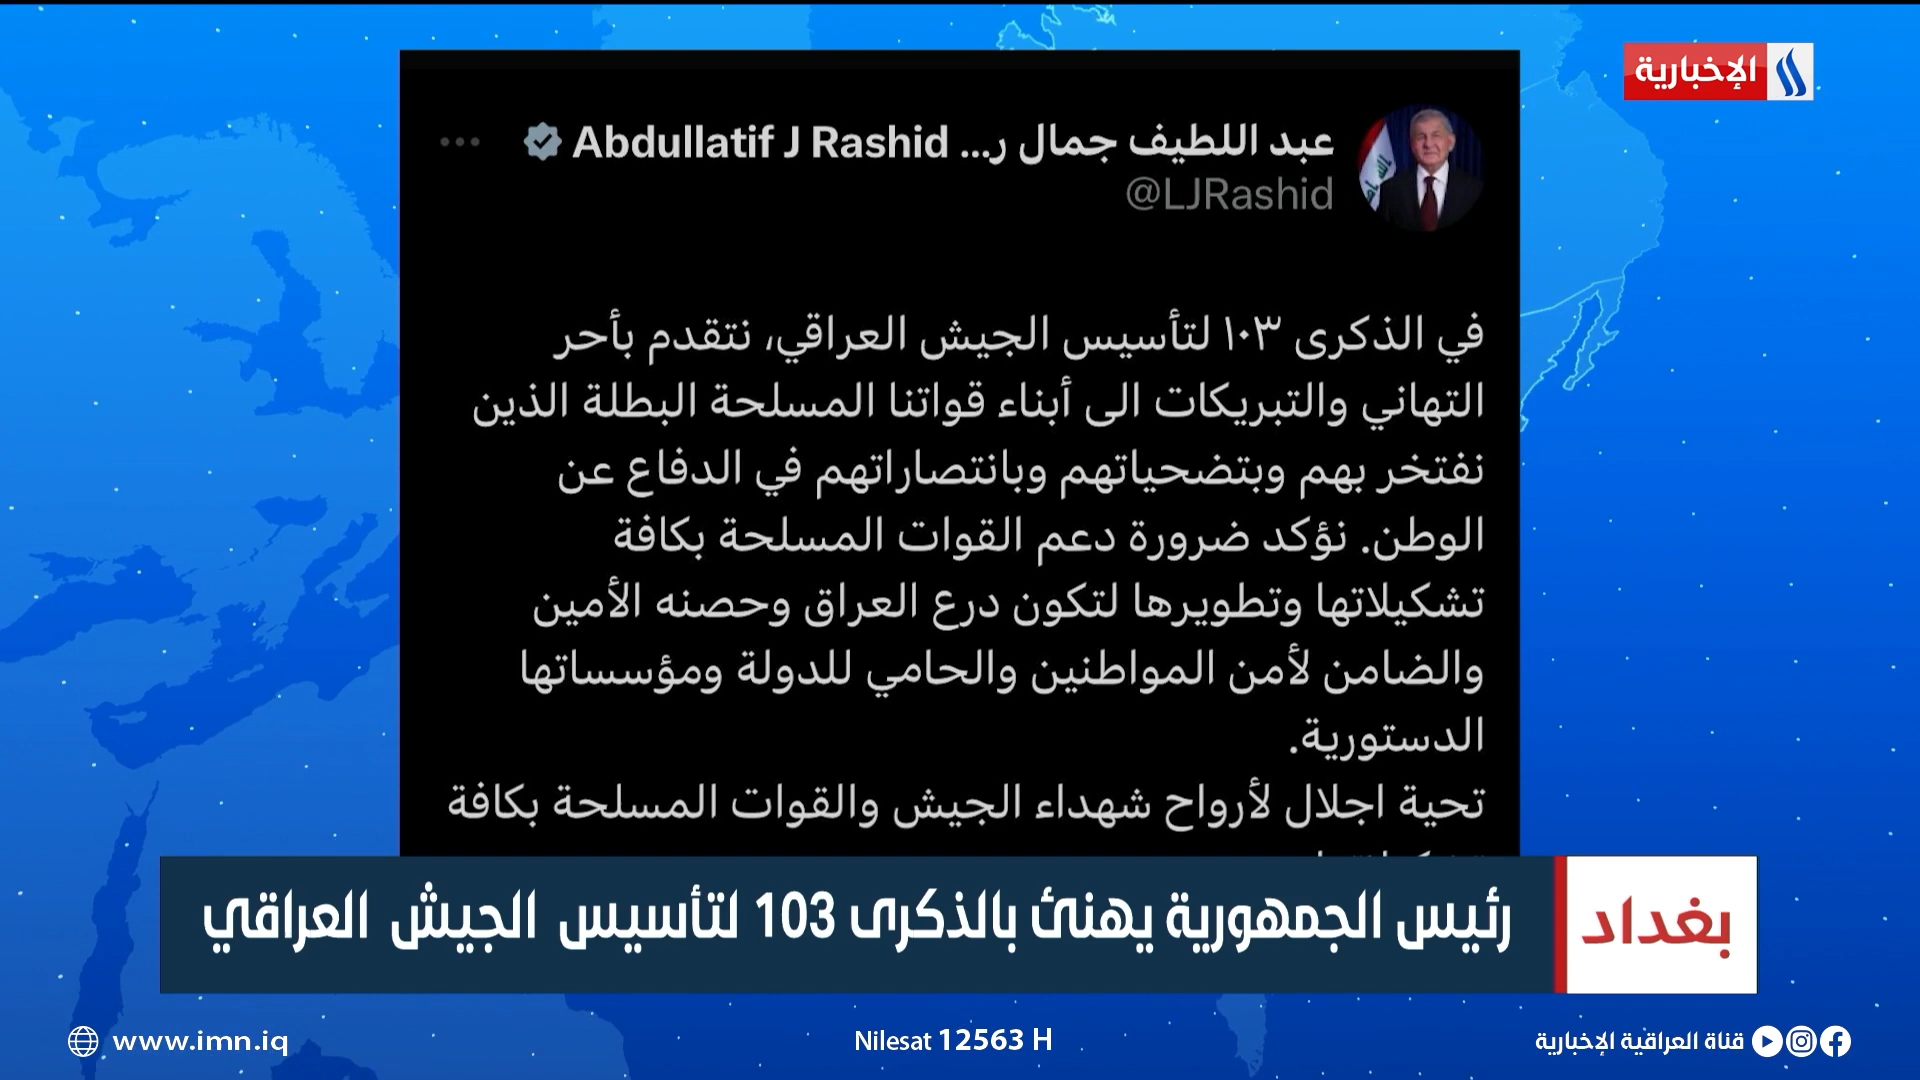 الإخبارية
عبد اللطيف جمال ر... Abdullatif J Rashid
@LJRashid
في الذكرى ١٠٣ لتأسيس الجيش العراقي، نتقدم بأحر
التهاني والتبريكات الى أبناء قواتنا المسلحة البطلة الذين
نفتخر بهم وبتضحياتهم وبانتصاراتهم في الدفاع عن
الوطن. نؤكد ضرورة دعم القوات المسلحة بكافة
تشكيلاتها وتطويرها لتكون درع العراق وحصنه الأمين
والضامن لأمن المواطنين والحامي للدولة ومؤسساتها
الدستورية.
تحية اجلال لأرواح شهداء الجيش والقوات المسلحة بكافة
بغداد
رئيس الجمهورية يهنئ بالذكرى 103 لتأسيس الجيش العراقي
قناة العراقية الإخبارية
Nilesat 12563 H
www.imn.iq